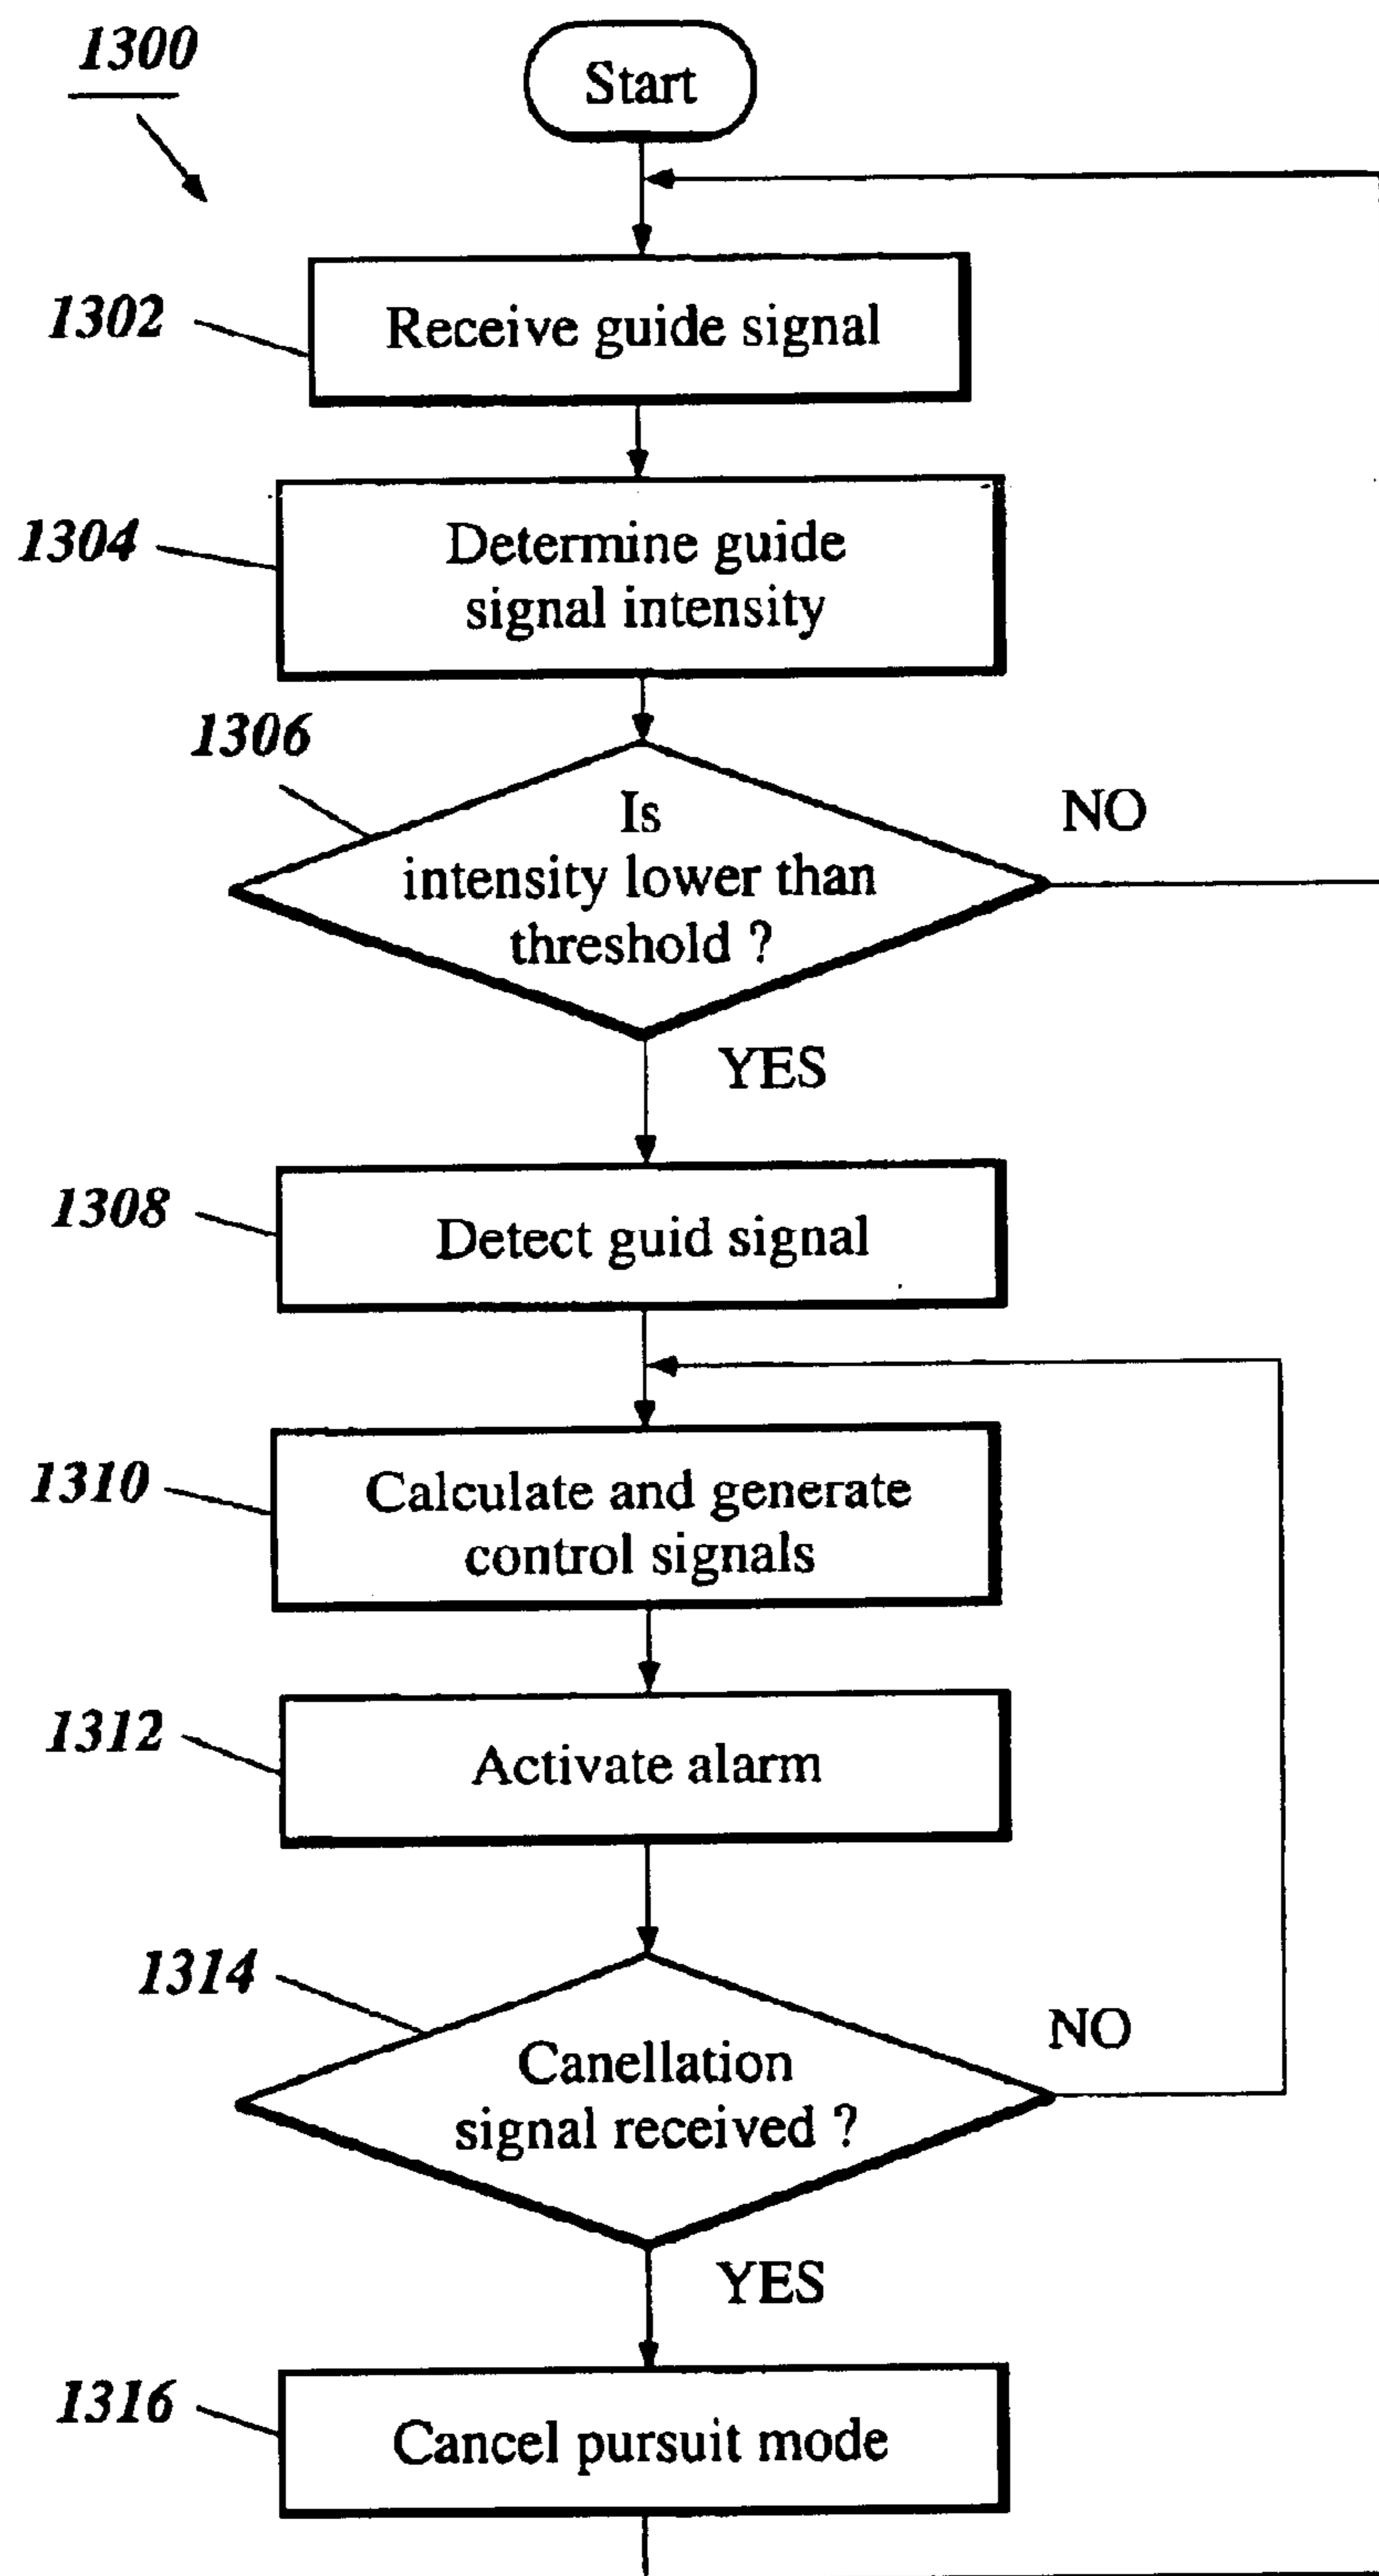 1300
Start
1302
Receive guide signal
1304
Determine guide
signal intensity
1306
Is
intensity lower than
threshold ?
NO
YES
1308
Detect guid signal
1310
Calculate and generate
control signals
1312
Activate alarm
1314
Canellation
signal received ?
NO
YES
1316
Cancel pursuit mode